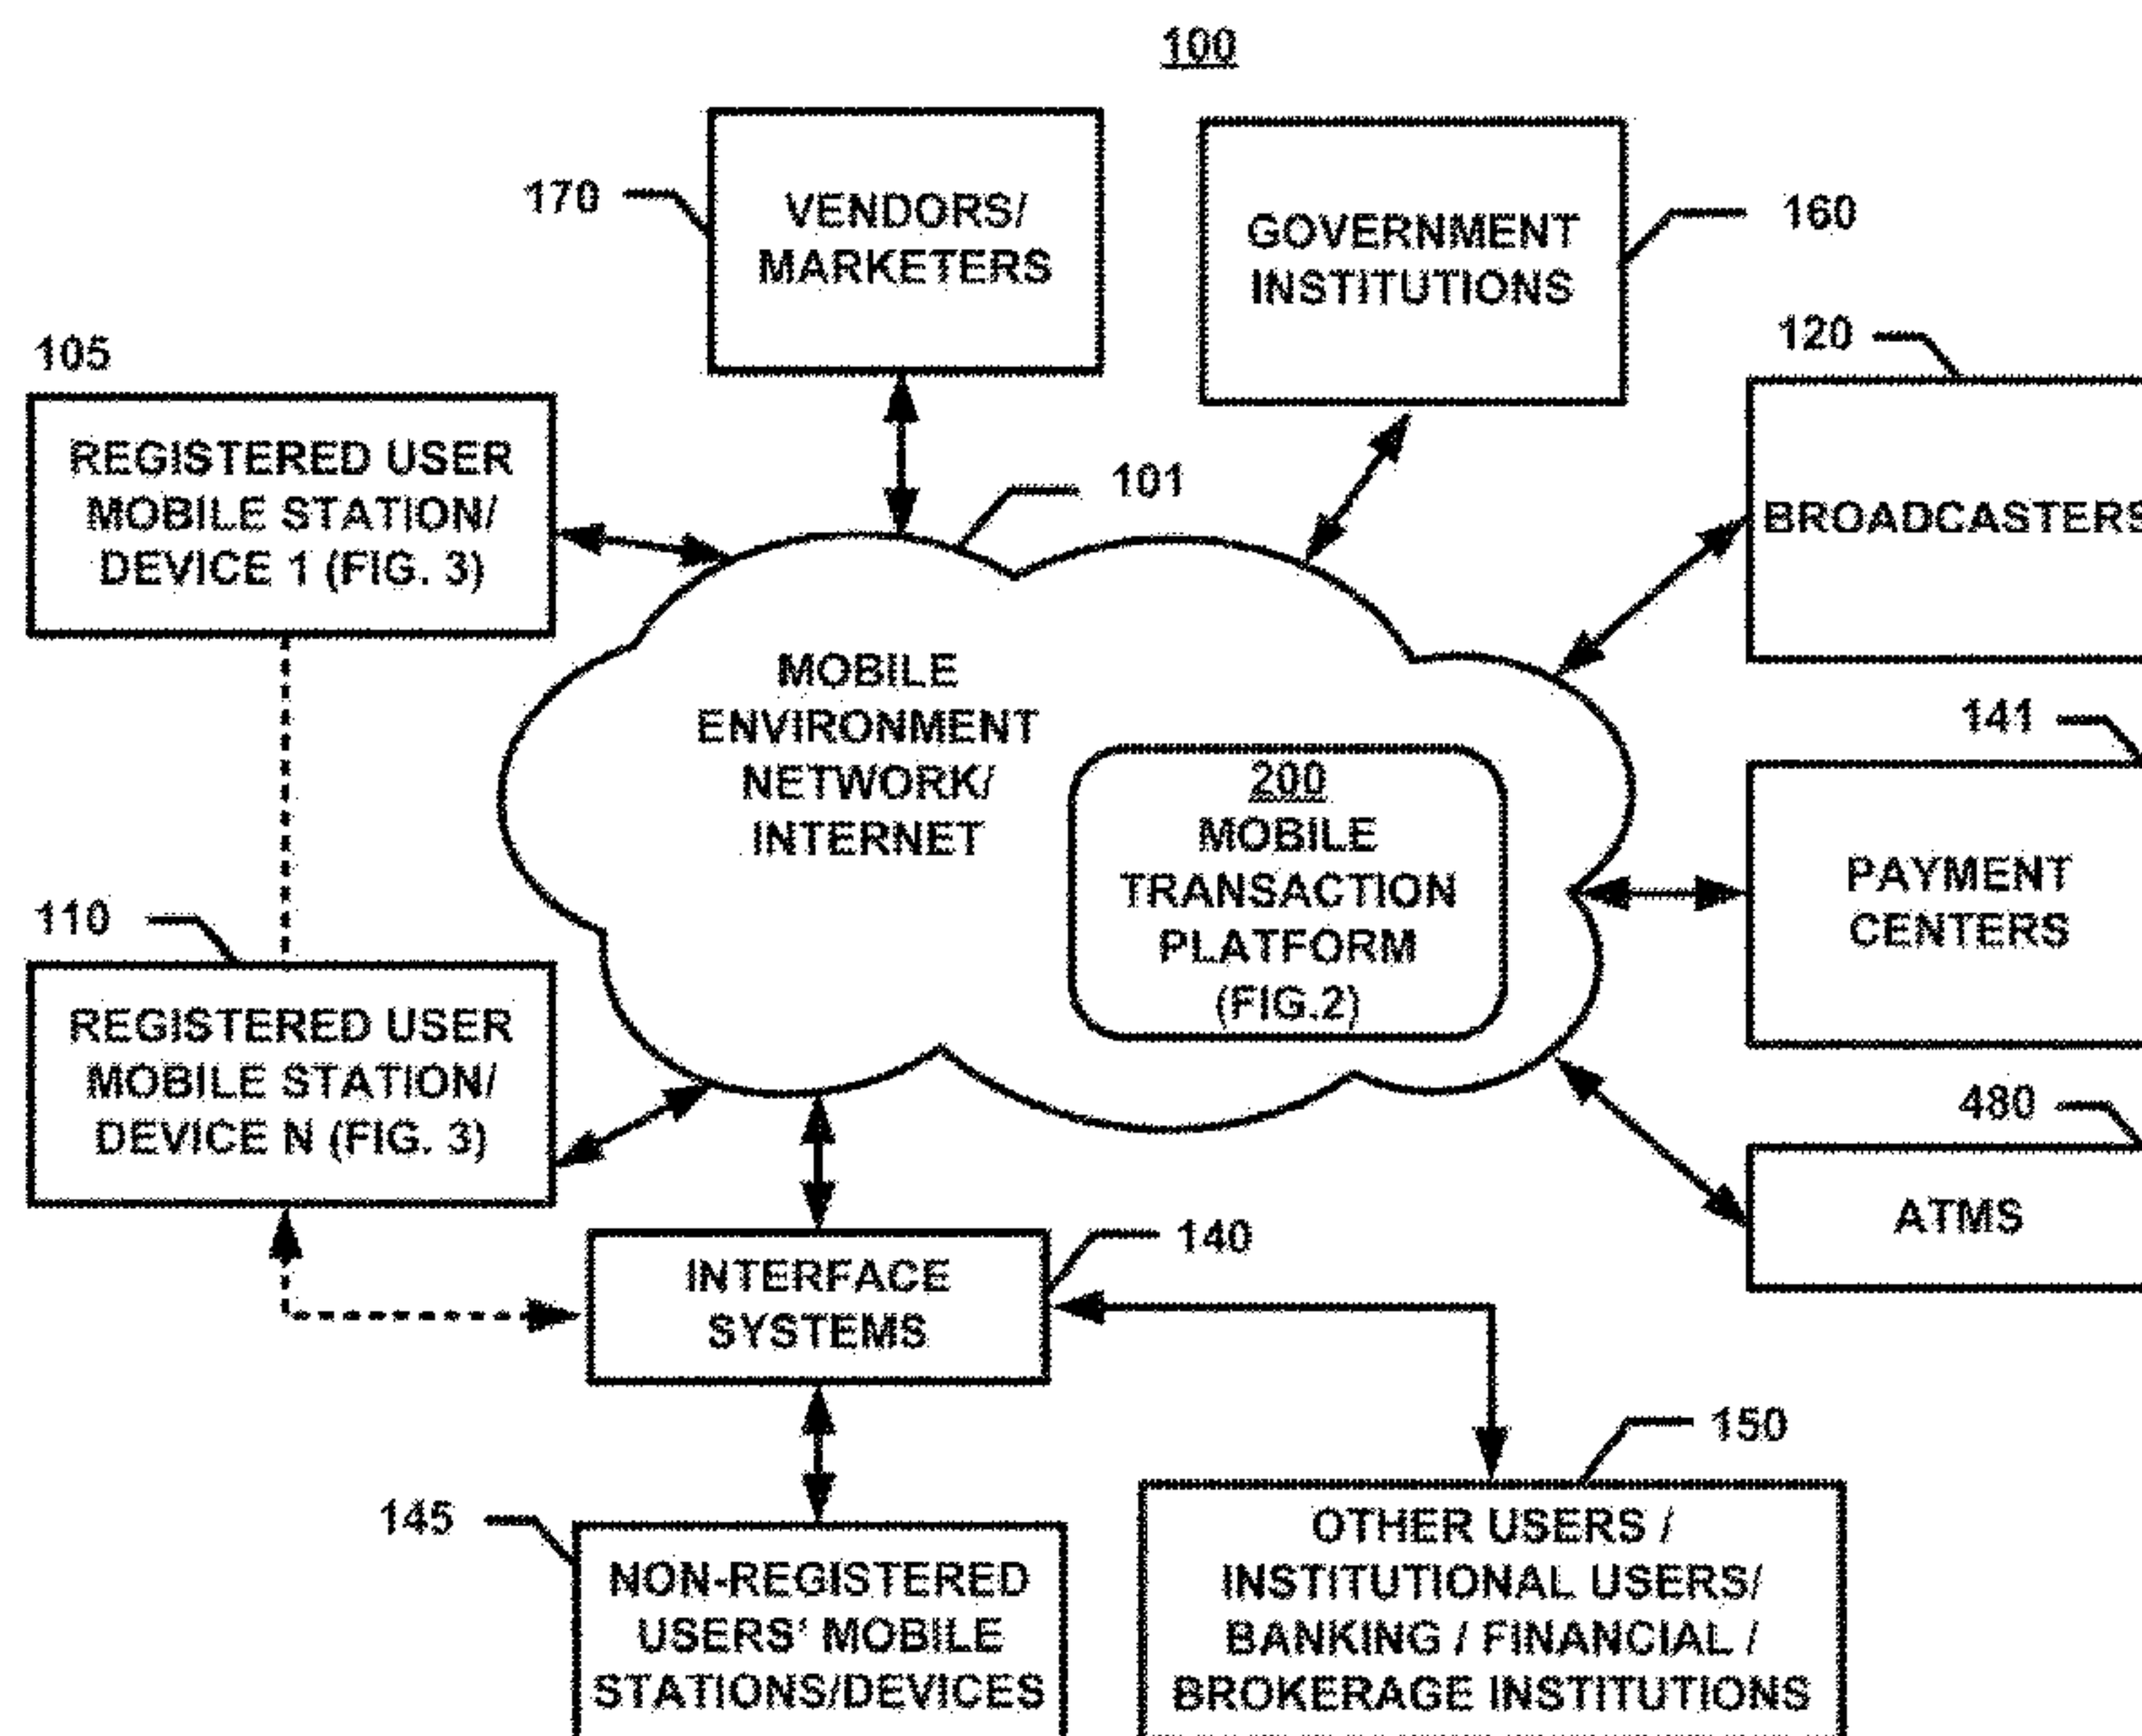 100
170
VENDORS/
MARKETERS
GOVERNMENT
INSTITUTIONS
160
105
120
REGISTERED USER
MOBILE STATION/
DEVICE 1 (FIG. 3)
101
BROADCASTERS
MOBILE
ENVIRONMENT
NETWORK/
INTERNET
200
MOBILE
TRANSACTION
PLATFORM
(FIG.2)
141
PAYMENT
CENTERS
110
REGISTERED USER
MOBILE STATION/
DEVICE N (FIG. 3)
480
ATMS
140
INTERFACE
SYSTEMS
150
145
NON-REGISTERED
USERS' MOBILE
STATIONS/DEVICES
OTHER USERS /
INSTITUTIONAL USERS/
BANKING / FINANCIAL /
BROKERAGE INSTITUTIONS